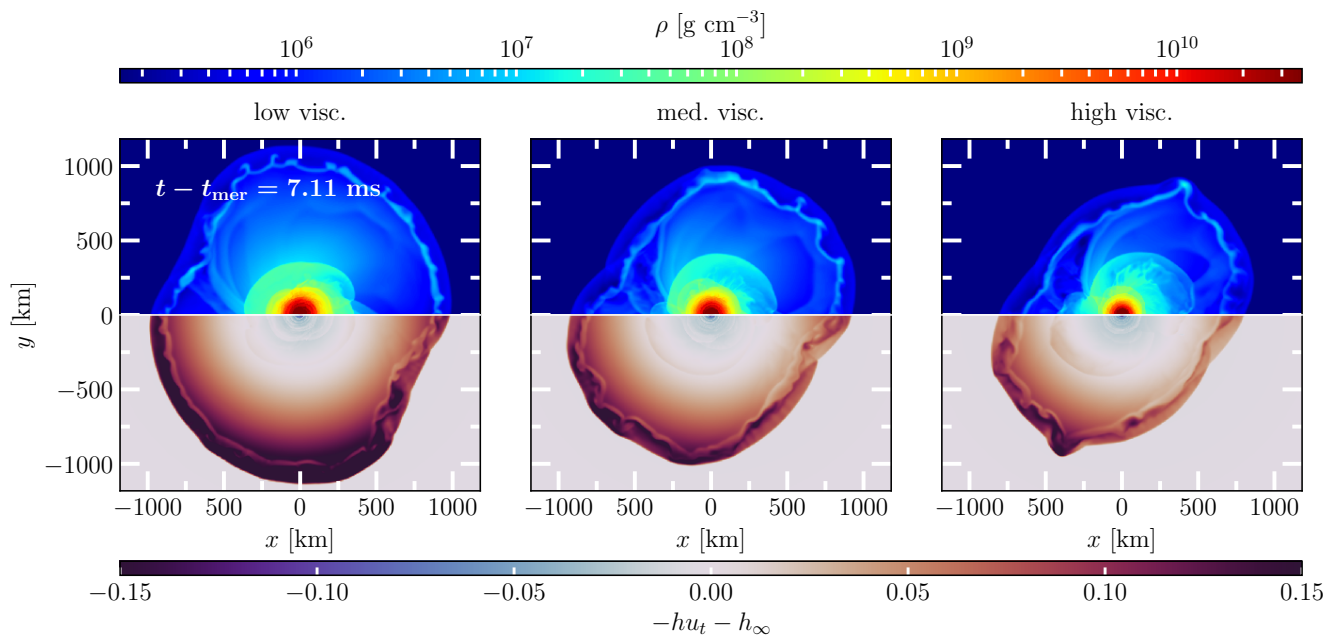 ρ [g cm⁻³]
10⁶ 10⁷ 10⁸ 10⁹ 10¹⁰
low visc. med. visc. high visc.
t − t_mer = 7.11 ms
1000
500
0
−500
−1000
y [km]
−1000 −500 0 500 1000 −1000 −500 0 500 1000 −1000 −500 0 500 1000
x [km] x [km] x [km]
−0.15 −0.10 −0.05 0.00 0.05 0.10 0.15
−hu_t − h_∞